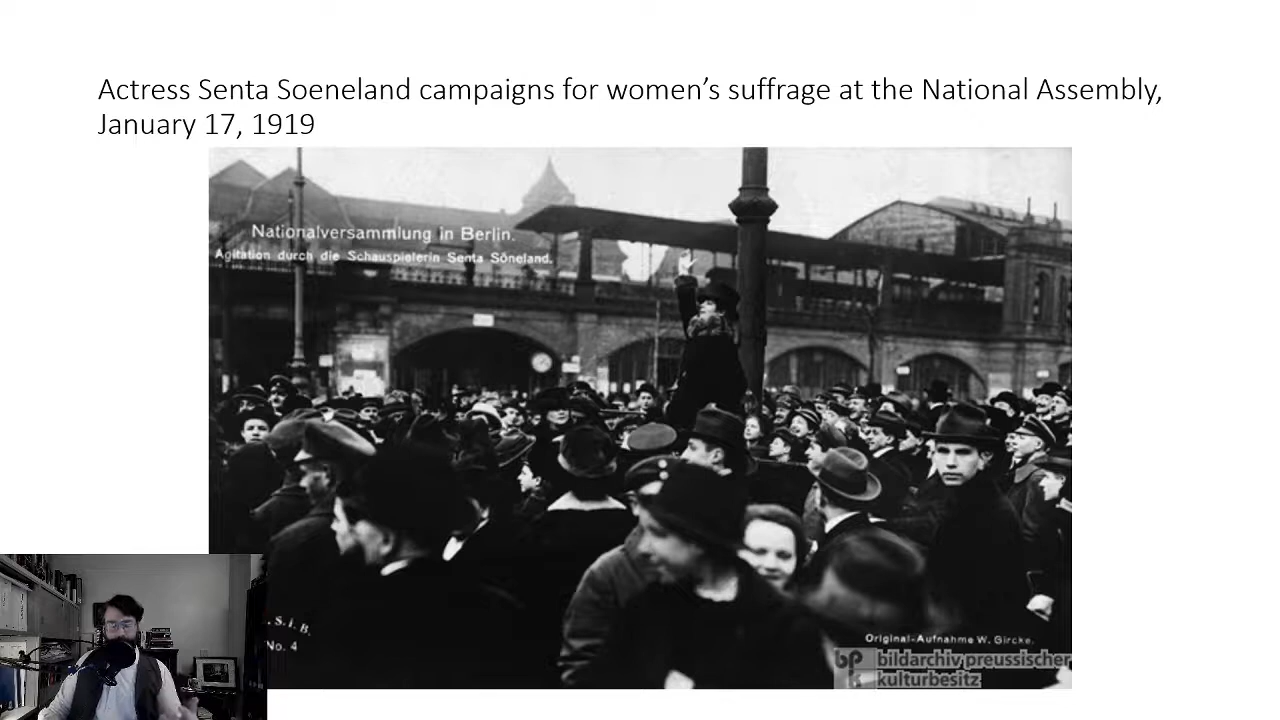 Actress Senta Soeneland campaigns for women’s suffrage at the National Assembly,
January 17, 1919
Nationalversammlung in Berlin.
Agitation durch die Schauspielerin Senta Söneland.
. S. i. B.
No. 4
Original-Aufnahme W. Gircke.
bpk
bildarchiv preussischer
kulturbesitz